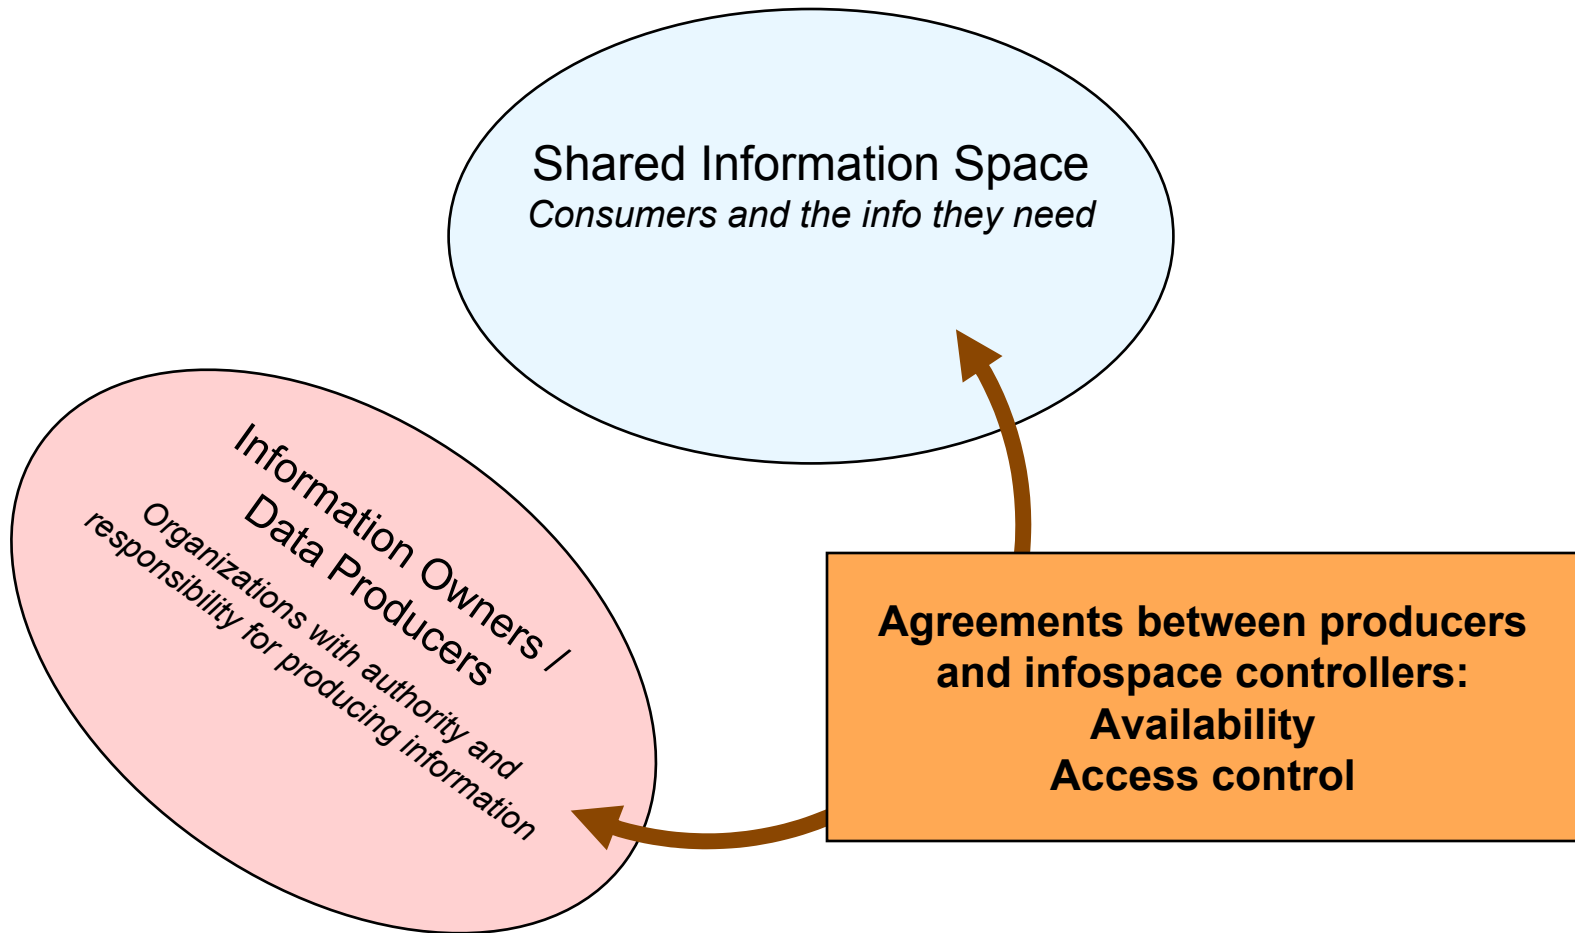 Shared Information Space
Consumers and the info they need
Information Owners /
Data Producers
Organizations with authority and
responsibility for producing information
Agreements between producers
and infospace controllers:
Availability
Access control